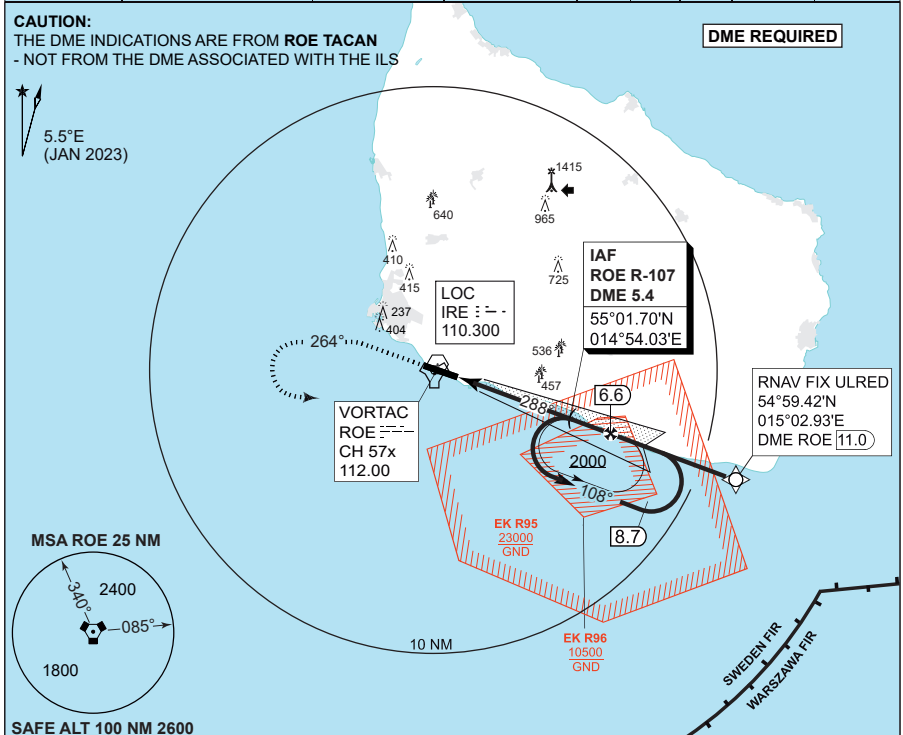 CAUTION:
THE DME INDICATIONS ARE FROM ROE TACAN
- NOT FROM THE DME ASSOCIATED WITH THE ILS
DME REQUIRED
5.5°E
(JAN 2023)
1415
965
640
410
415
725
237
404
536
457
LOC
IRE
110.300
IAF
ROE R-107
DME 5.4
55°01.70'N
014°54.03'E
264°
288°
6.6
RNAV FIX ULRED
54°59.42'N
015°02.93'E
DME ROE 11.0
VORTAC
ROE
CH 57x
112.00
2000
108°
8.7
EK R95
23000
GND
EK R96
10500
GND
10 NM
MSA ROE 25 NM
2400
340°
085°
1800
SAFE ALT 100 NM 2600
SWEDEN FIR
WARSZAWA FIR